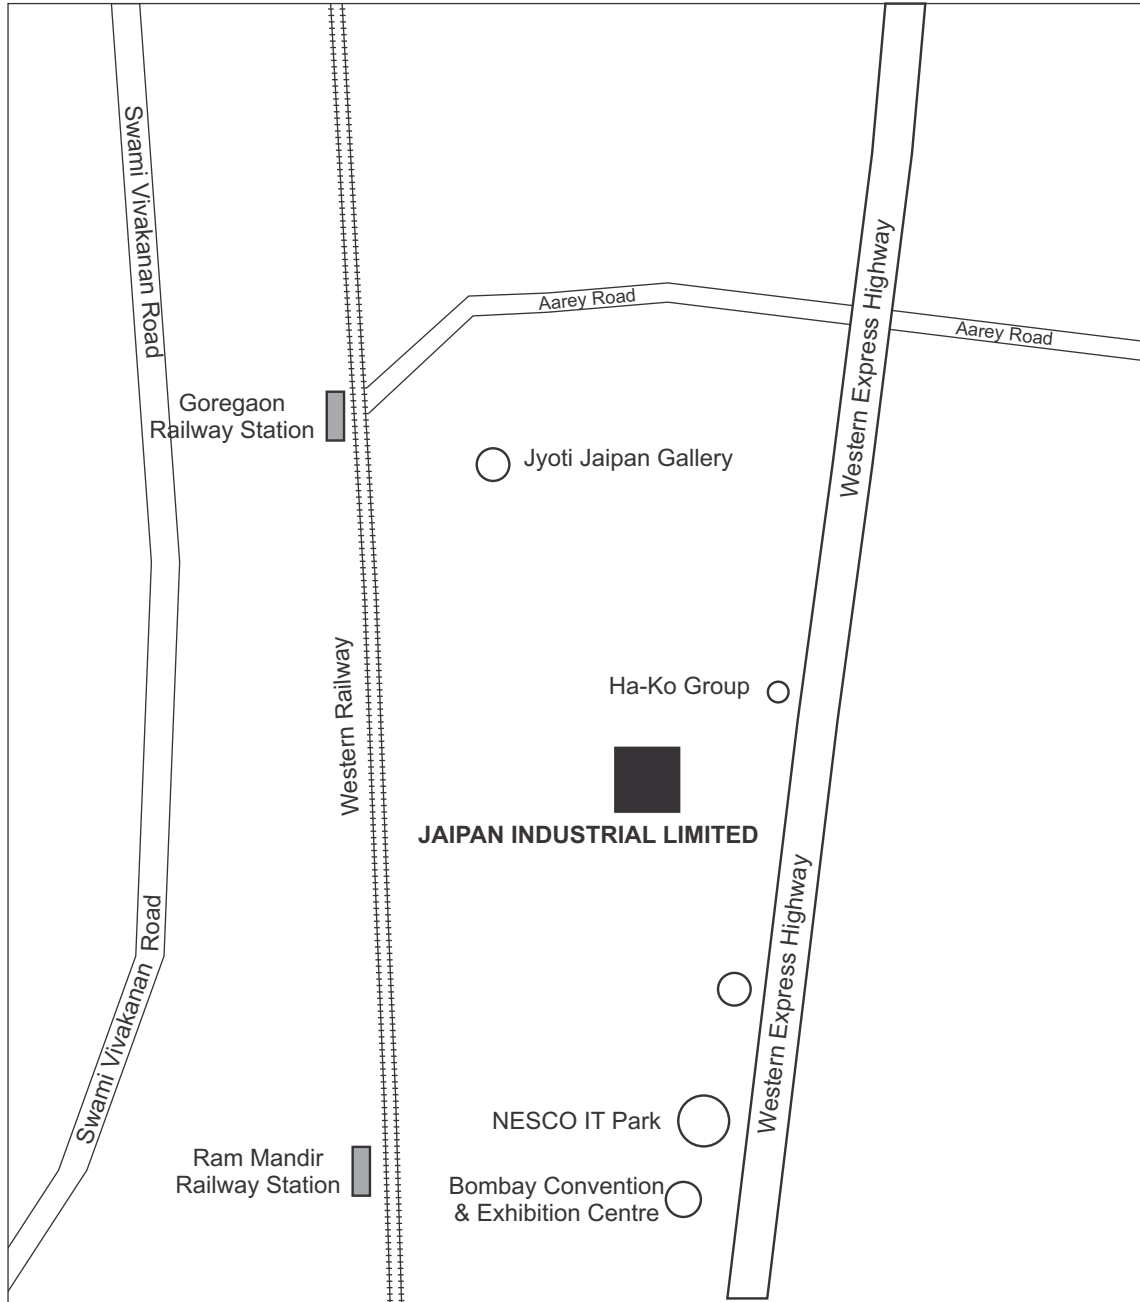 Swami Vivakanan Road
Western Express Highway
Aarey Road
Aarey Road
Goregaon
Railway Station
Jyoti Jaipan Gallery
Western Railway
Ha-Ko Group
JAIPAN INDUSTRIAL LIMITED
Western Express Highway
Swami Vivakanan Road
NESCO IT Park
Ram Mandir
Railway Station
Bombay Convention
& Exhibition Centre